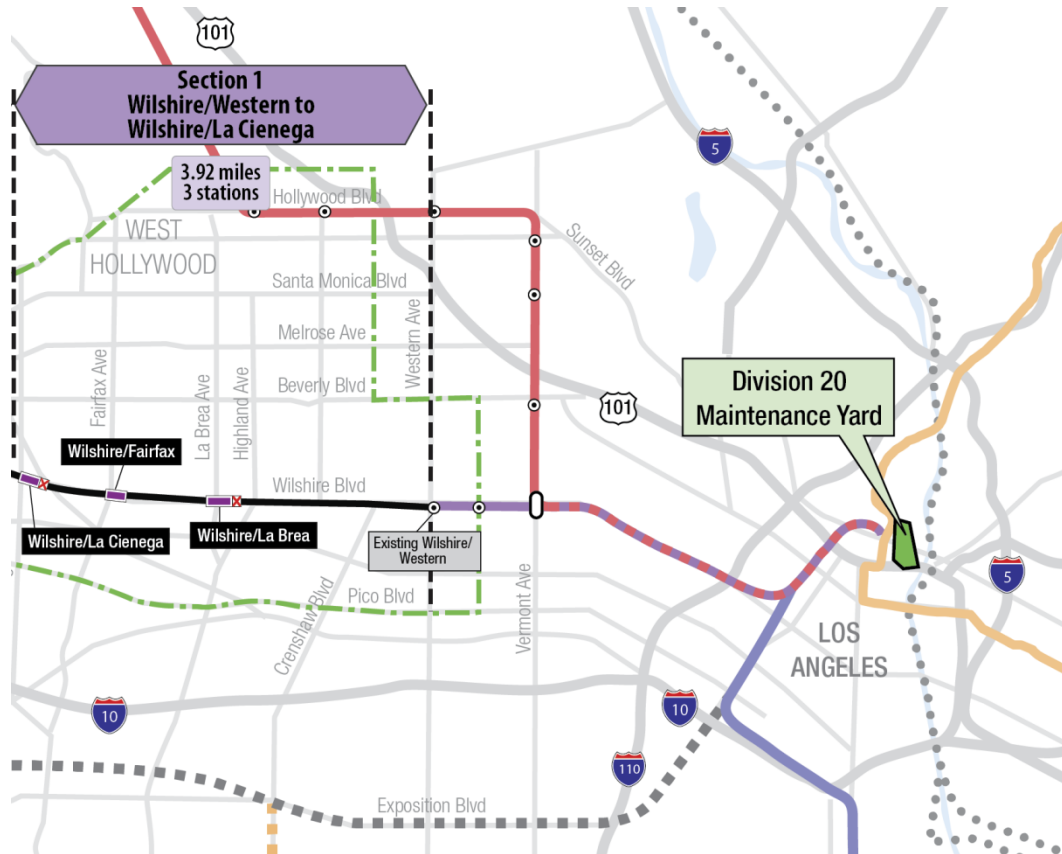 101
Section 1
Wilshire/Western to
Wilshire/La Cienega
5
3.92 miles
3 stations
Hollywood Blvd
WEST
HOLLYWOOD
Sunset Blvd
Santa Monica Blvd
Melrose Ave
Western Ave
Fairfax Ave
La Brea Ave
Highland Ave
Beverly Blvd
101
Division 20
Maintenance Yard
Wilshire/Fairfax
Wilshire Blvd
Wilshire/La Cienega
Wilshire/La Brea
Existing Wilshire/
Western
5
Pico Blvd
Crenshaw Blvd
Vermont Ave
LOS
ANGELES
10
10
110
Exposition Blvd